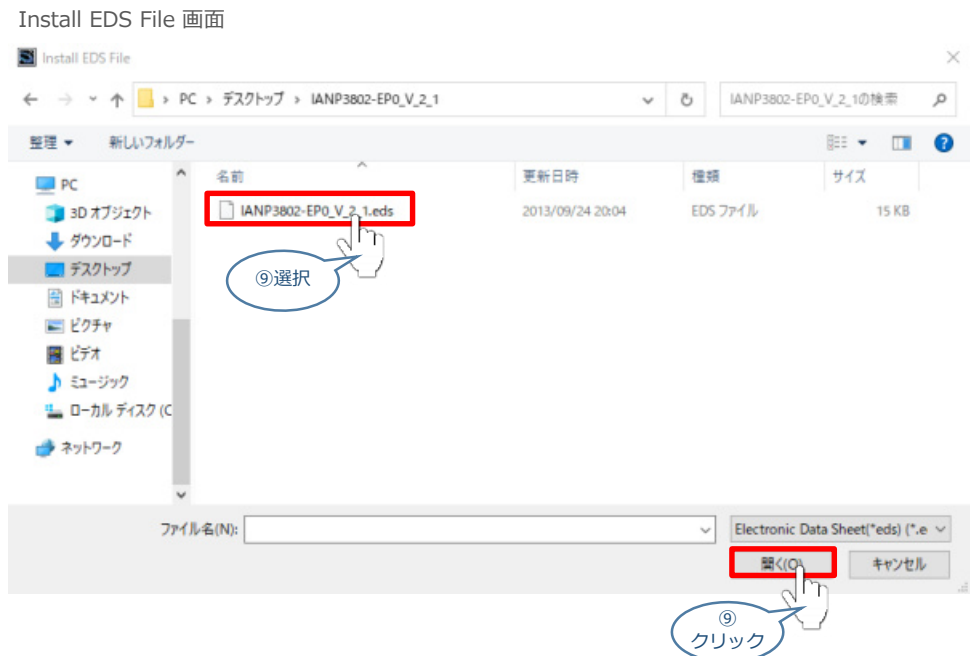 Install EDS File 画面
Install EDS File
PC › デスクトップ › IANP3802-EP0_V_2_1
IANP3802-EP0_V_2_1の検索
整理 新しいフォルダー
名前 更新日時 種類 サイズ
IANP3802-EP0_V_2_1.eds 2013/09/24 20:04 EDS ファイル 15 KB
PC
3D オブジェクト
ダウンロード
デスクトップ
ドキュメント
ピクチャ
ビデオ
ミュージック
ローカル ディスク (C
ネットワーク
⑨選択
ファイル名(N):
Electronic Data Sheet(*eds) (*.e
開く(O) キャンセル
⑨
クリック